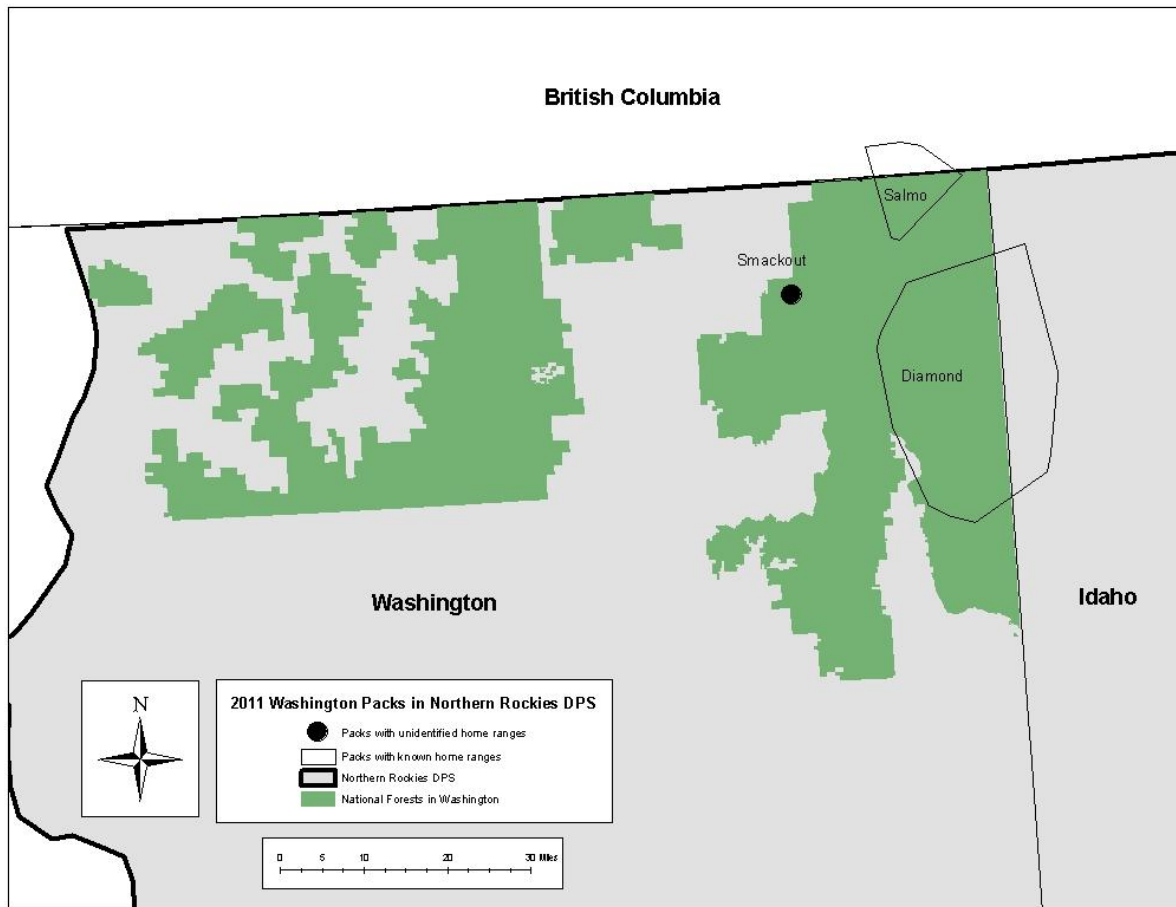 British Columbia
Salmo
Smackout
Diamond
Washington
Idaho
N
2011 Washington Packs in Northern Rockies DPS
Packs with unidentified home ranges
Packs with known home ranges
Northern Rockies DPS
National Forests in Washington
0 5 10 20 30 Miles